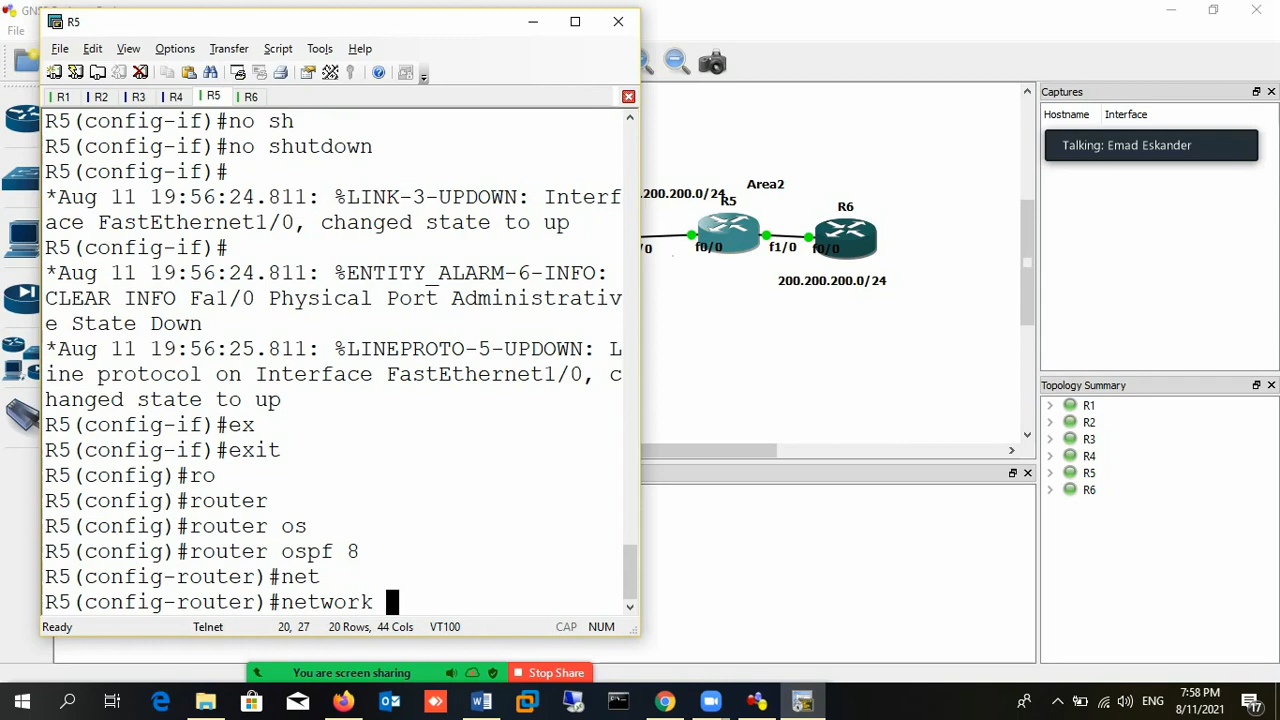 GNS3
File
R5
File Edit View Options Transfer Script Tools Help
R1 R2 R3 R4 R5 R6
R5(config-if)#no sh
R5(config-if)#no shutdown
R5(config-if)#
*Aug 11 19:56:24.811: %LINK-3-UPDOWN: Interf
ace FastEthernet1/0, changed state to up
R5(config-if)#
*Aug 11 19:56:24.811: %ENTITY_ALARM-6-INFO:
CLEAR INFO Fa1/0 Physical Port Administrativ
e State Down
*Aug 11 19:56:25.811: %LINEPROTO-5-UPDOWN: L
ine protocol on Interface FastEthernet1/0, c
hanged state to up
R5(config-if)#ex
R5(config-if)#exit
R5(config)#ro
R5(config)#router
R5(config)#router os
R5(config)#router ospf 8
R5(config-router)#net
R5(config-router)#network
Ready Telnet 20, 27 20 Rows, 44 Cols VT100 CAP NUM
Area2
.200.200.0/24
R5
R6
/0 f0/0 f1/0 f0/0
200.200.200.0/24
Captures
Hostname Interface
Talking: Emad Eskander
Topology Summary
R1
R2
R3
R4
R5
R6
You are screen sharing Stop Share
ENG
7:58 PM
8/11/2021
17